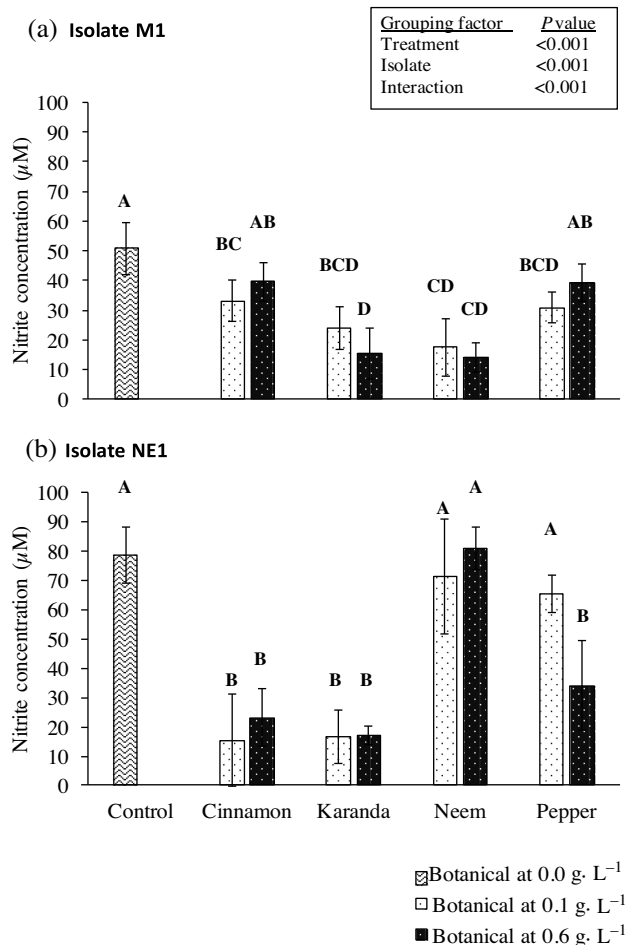 (a) Isolate M1
Grouping factor P value
Treatment <0.001
Isolate <0.001
Interaction <0.001
Nitrite concentration (µM)
100
90
80
70
60
50
40
30
20
10
0
A
BC
AB
BCD
D
CD
CD
BCD
AB
(b) Isolate NE1
Nitrite concentration (µM)
100
90
80
70
60
50
40
30
20
10
0
A
B
B
B
B
A
A
A
B
Control Cinnamon Karanda Neem Pepper
Botanical at 0.0 g· L⁻¹
Botanical at 0.1 g· L⁻¹
Botanical at 0.6 g· L⁻¹